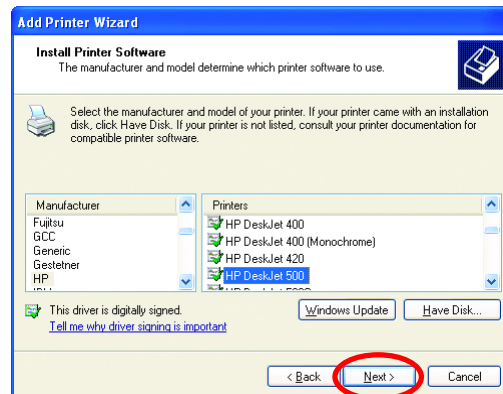 Add Printer Wizard
Install Printer Software
The manufacturer and model determine which printer software to use.
Select the manufacturer and model of your printer. If your printer came with an installation
disk, click Have Disk. If your printer is not listed, consult your printer documentation for
compatible printer software.
Manufacturer
Fujitsu
GCC
Generic
Gestetner
HP
Printers
HP DeskJet 400
HP DeskJet 400 (Monochrome)
HP DeskJet 420
HP DeskJet 500
This driver is digitally signed.
Tell me why driver signing is important
Windows Update
Have Disk...
< Back
Next >
Cancel